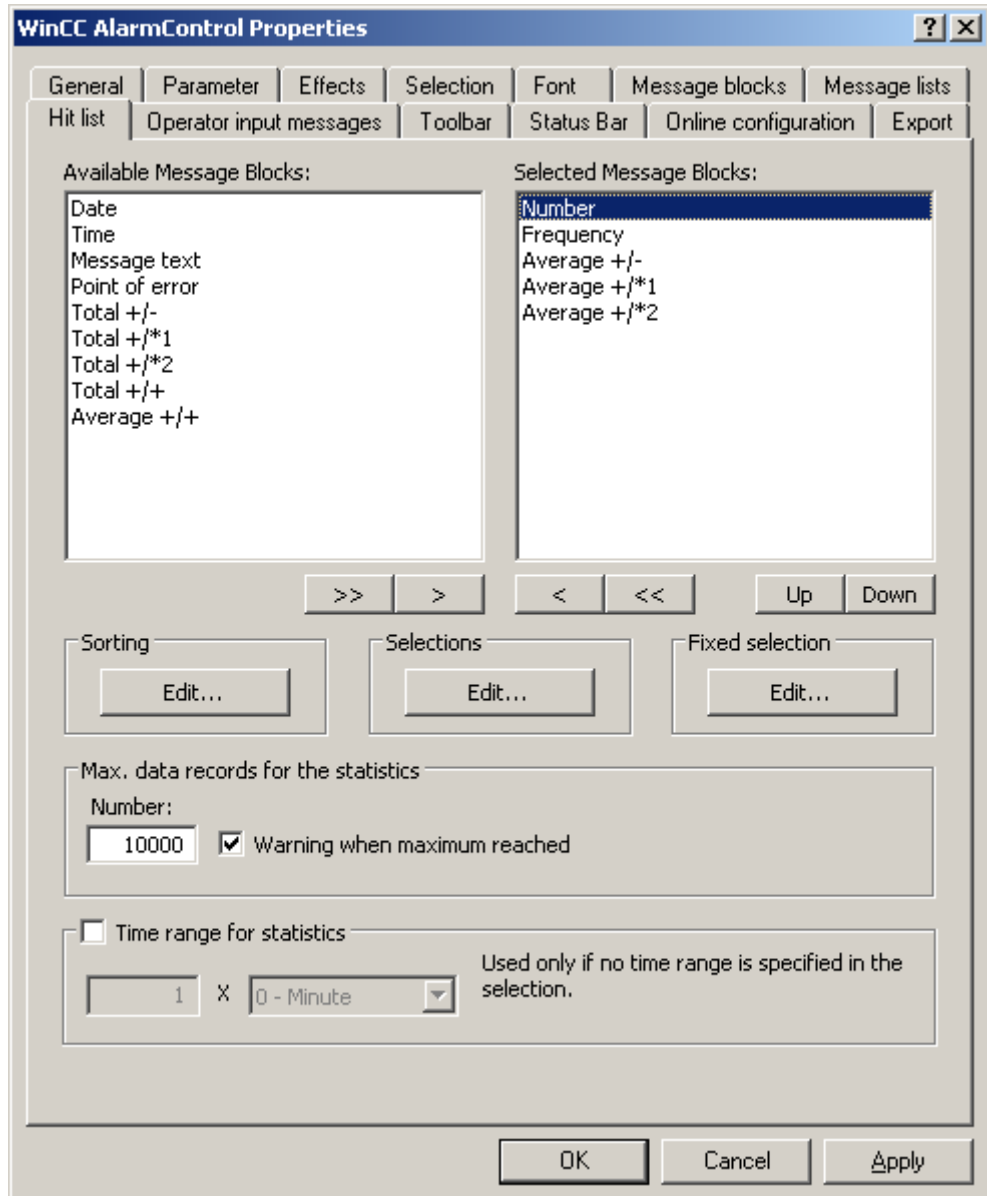 WinCC AlarmControl Properties
General Parameter Effects Selection Font Message blocks Message lists
Hit list Operator input messages Toolbar Status Bar Online configuration Export
Available Message Blocks:
Date
Time
Message text
Point of error
Total +/-
Total +/*1
Total +/*2
Total +/+
Average +/+
Selected Message Blocks:
Number
Frequency
Average +/-
Average +/*1
Average +/*2
>> > < << Up Down
Sorting Selections Fixed selection
Edit... Edit... Edit...
Max. data records for the statistics
Number:
10000 Warning when maximum reached
Time range for statistics
1 X 0 - Minute
Used only if no time range is specified in the
selection.
OK Cancel Apply